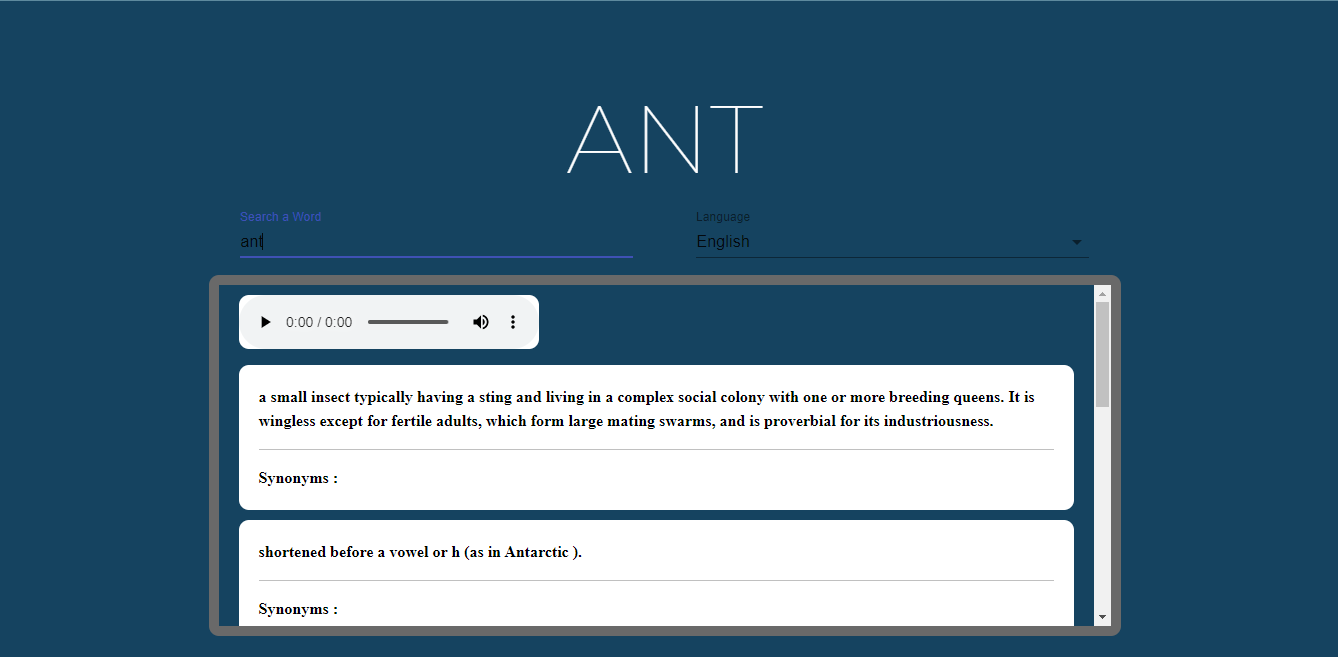 ANT
Search a Word
Language
ant
English
0:00 / 0:00
a small insect typically having a sting and living in a complex social colony with one or more breeding queens. It is
wingless except for fertile adults, which form large mating swarms, and is proverbial for its industriousness.
Synonyms :
shortened before a vowel or h (as in Antarctic ).
Synonyms :